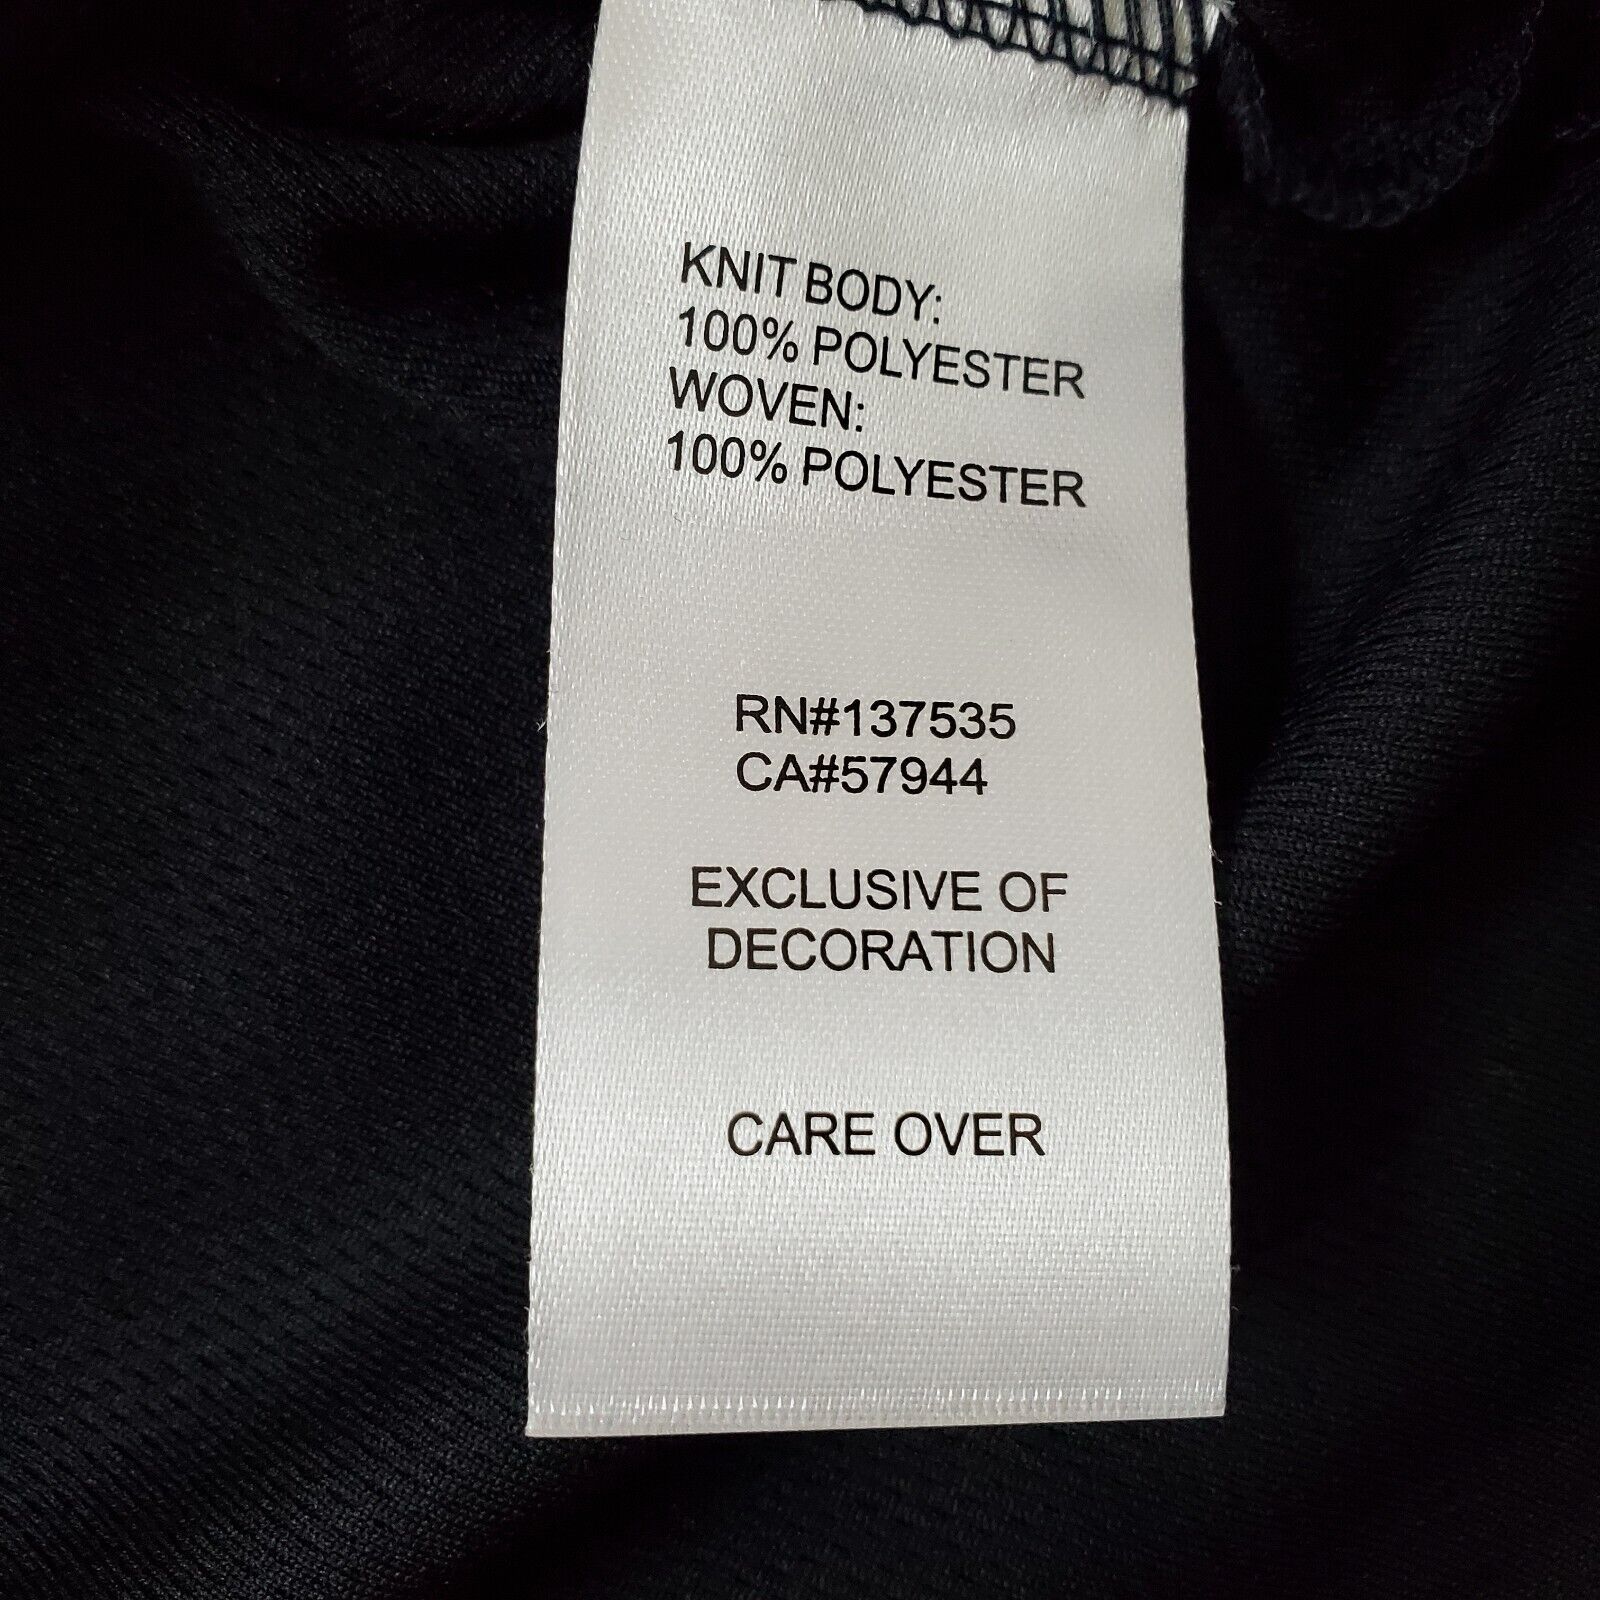 KNIT BODY:
100% POLYESTER
WOVEN:
100% POLYESTER
RN#137535
CA#57944
EXCLUSIVE OF
DECORATION
CARE OVER